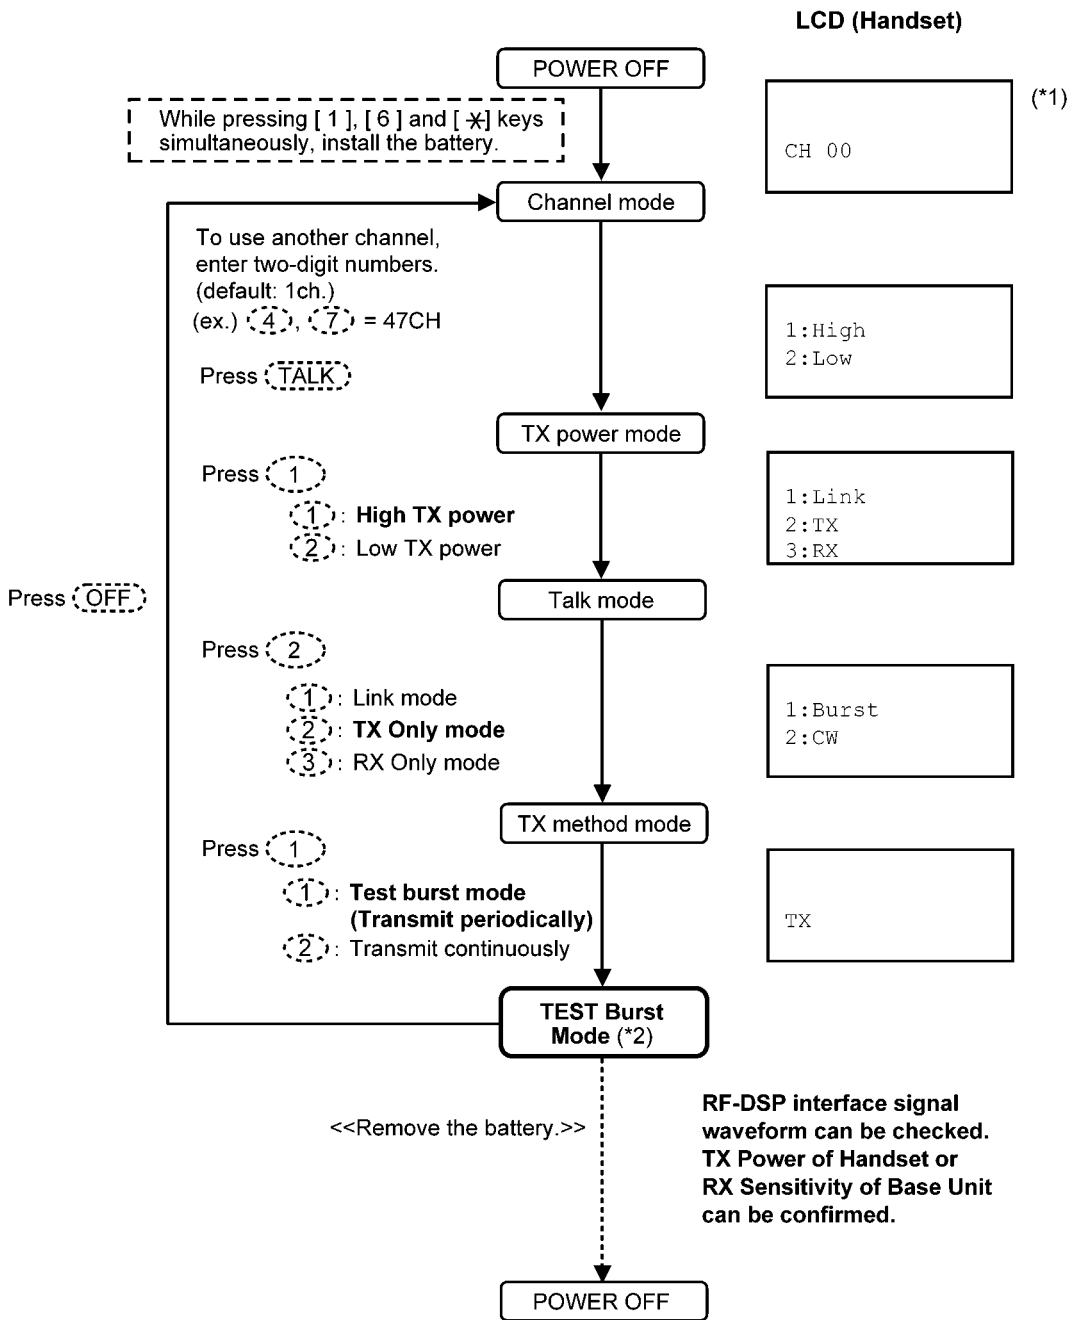 LCD (Handset)
POWER OFF
(*1)
While pressing [ 1 ], [ 6 ] and [ * ] keys
simultaneously, install the battery.
CH 00
Channel mode
To use another channel,
enter two-digit numbers.
(default: 1ch.)
(ex.) 4, 7 = 47CH
1:High
2:Low
Press TALK
TX power mode
Press 1
1 : High TX power
2 : Low TX power
1:Link
2:TX
3:RX
Press OFF
Talk mode
Press 2
1 : Link mode
2 : TX Only mode
3 : RX Only mode
1:Burst
2:CW
TX method mode
Press 1
1 : Test burst mode
(Transmit periodically)
2 : Transmit continuously
TX
TEST Burst
Mode (*2)
<<Remove the battery.>>
RF-DSP interface signal
waveform can be checked.
TX Power of Handset or
RX Sensitivity of Base Unit
can be confirmed.
POWER OFF